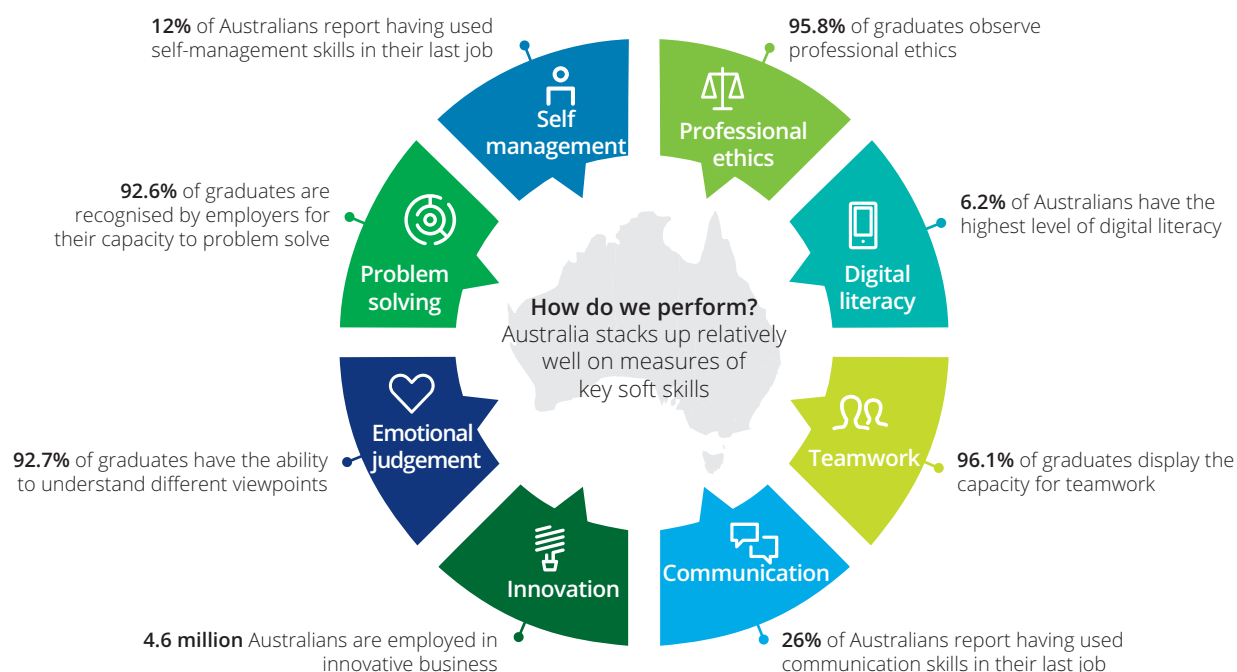 12% of Australians report having used
self-management skills in their last job
95.8% of graduates observe
professional ethics
Self
management
Professional
ethics
92.6% of graduates are
recognised by employers for
their capacity to problem solve
6.2% of Australians have the
highest level of digital literacy
Problem
solving
Digital
literacy
How do we perform?
Australia stacks up relatively
well on measures of
key soft skills
Emotional
judgement
Teamwork
92.7% of graduates have the ability
to understand different viewpoints
96.1% of graduates display the
capacity for teamwork
Innovation
Communication
4.6 million Australians are employed in
innovative business
26% of Australians report having used
communication skills in their last job